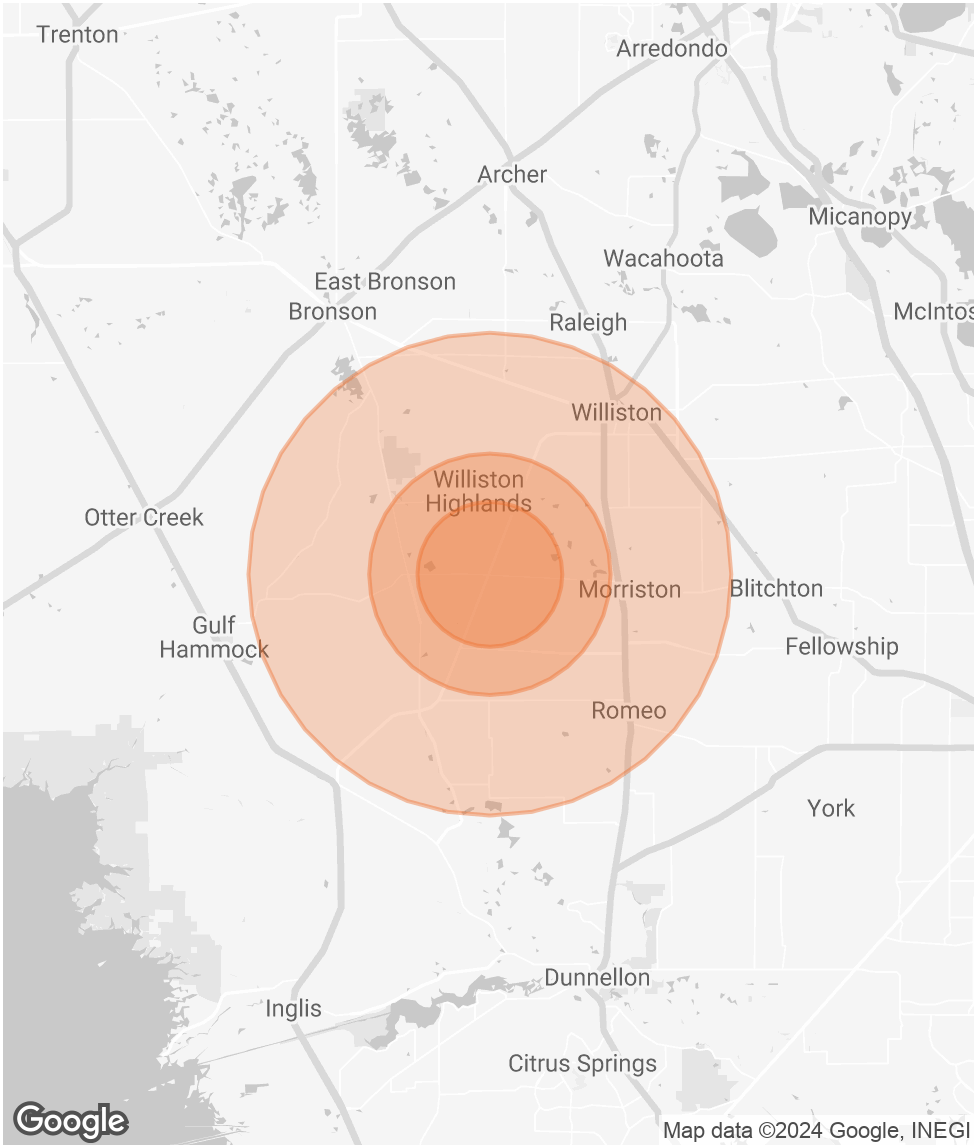 Trenton
Arredondo
Archer
Micanopy
Wacahoota
East Bronson
Bronson
McIntos
Raleigh
Williston
Williston
Highlands
Otter Creek
Morriston
Blitchton
Gulf
Hammock
Fellowship
Romeo
York
Dunnellon
Inglis
Citrus Springs
Google
Map data ©2024 Google, INEGI